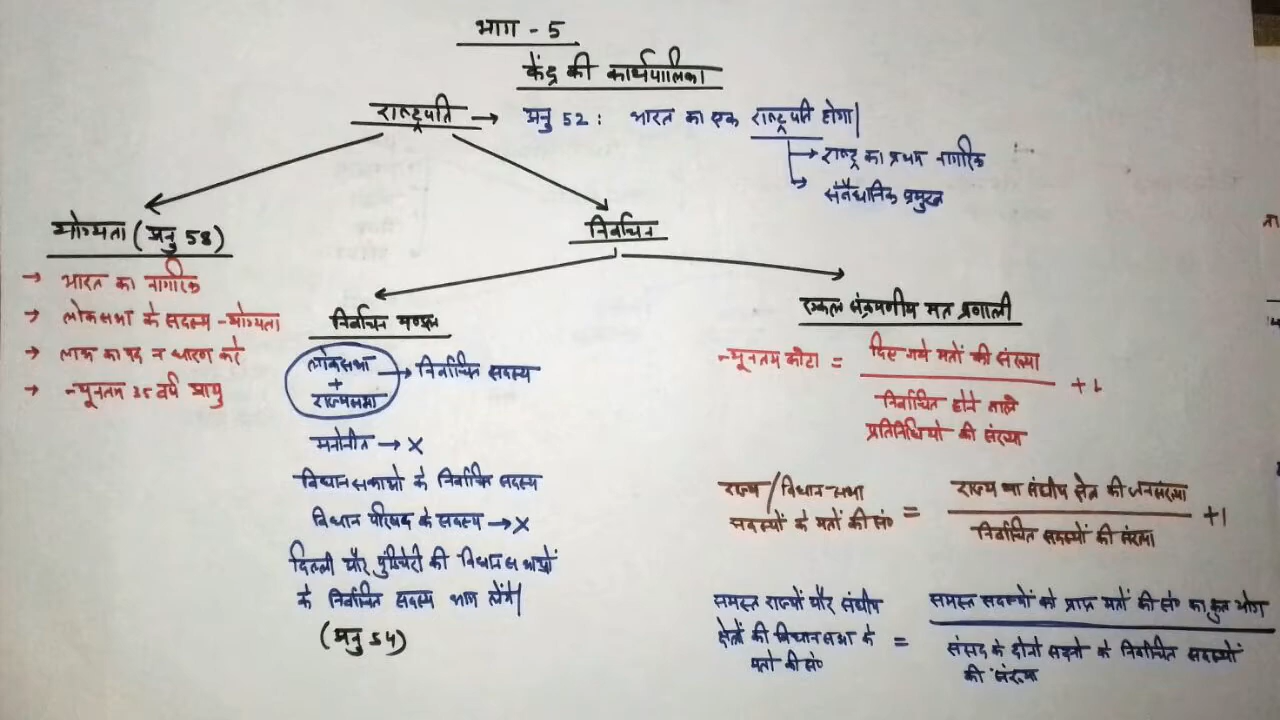 भाग - 5
केंद्र की कार्यपालिका
राष्ट्रपति → अनु 52 : भारत का एक राष्ट्रपति होगा|
→ राष्ट्र का प्रथम नागरिक
→ संवैधानिक प्रमुख
योग्यता (अनु 58)
→ भारत का नागरिक
→ लोकसभा के सदस्य - योग्यता
→ लाभ का पद न धारण करे
→ न्यूनतम 35 वर्ष आयु
निर्वाचन
निर्वाचन मण्डल
लोकसभा
+
राज्यसभा
→ निर्वाचित सदस्य
मनोनीत → X
विधानसभाओ के निर्वाचित सदस्य
विधान परिषद के सदस्य → X
दिल्ली और पुडुचेरी की विधानसभाओं
के निर्वाचित सदस्य भाग लेंगे|
(अनु 54)
एकल संक्रमणीय मत प्रणाली
न्यूनतम कोटा = दिए गये मतों की संख्या
निर्वाचित होने वाले
प्रतिनिधियो की संख्या
+1
राज्य / विधान-सभा
सदस्यों के मतों की सं०
= राज्य या संघीय क्षेत्र की जनसंख्या
निर्वाचित सदस्यों की संख्या
+1
समस्त राज्यों और संघीय
क्षेत्रों की विधानसभा के
मतो की सं०
= समस्त सदस्यों को प्राप्त मतों की सं० का कुल योग
संसद के दोनो सदनो के निर्वाचित सदस्यों
की संख्या